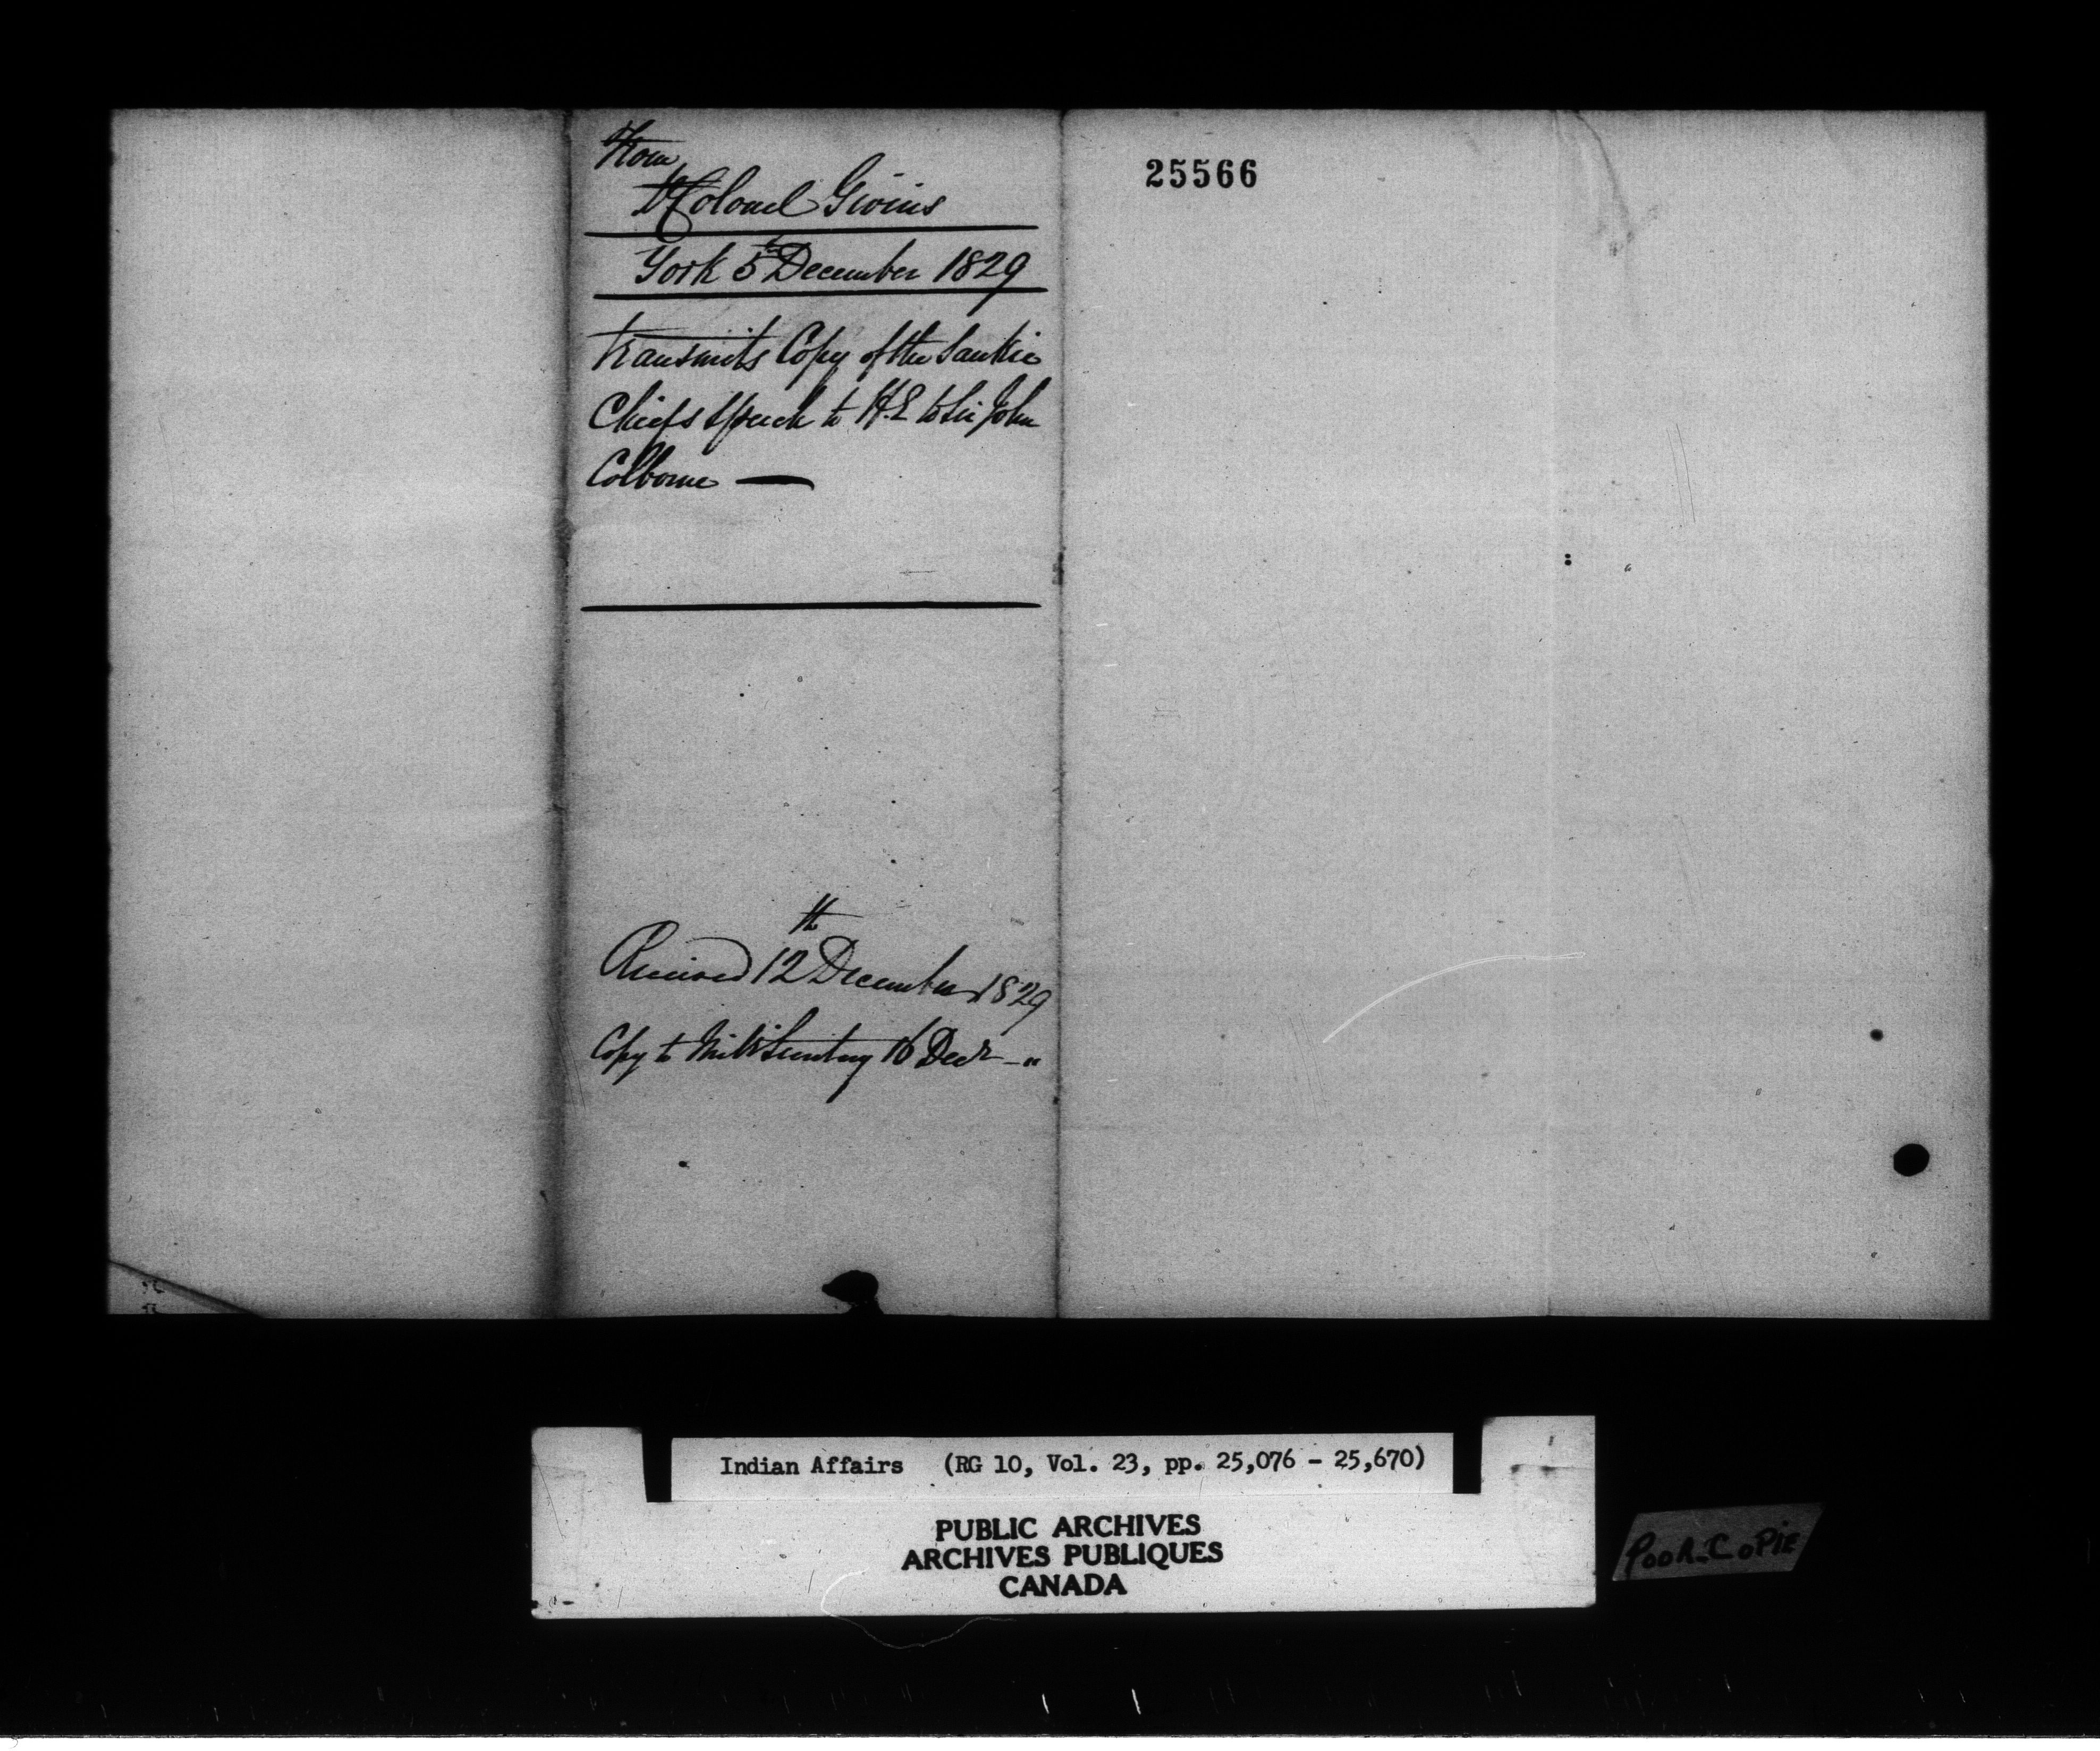 From
Lt Colonel Givins
York 5th December 1829
Transmits Copy of the Saukie
Chiefs Speech to H.E Sir John
Colborne —
Received 12th December 1829
Copy to Mily Secretary 16 Decr - "
25566
Indian Affairs (RG 10, Vol. 23, pp. 25,076 - 25,670)
PUBLIC ARCHIVES
ARCHIVES PUBLIQUES
CANADA
POOR COPIE